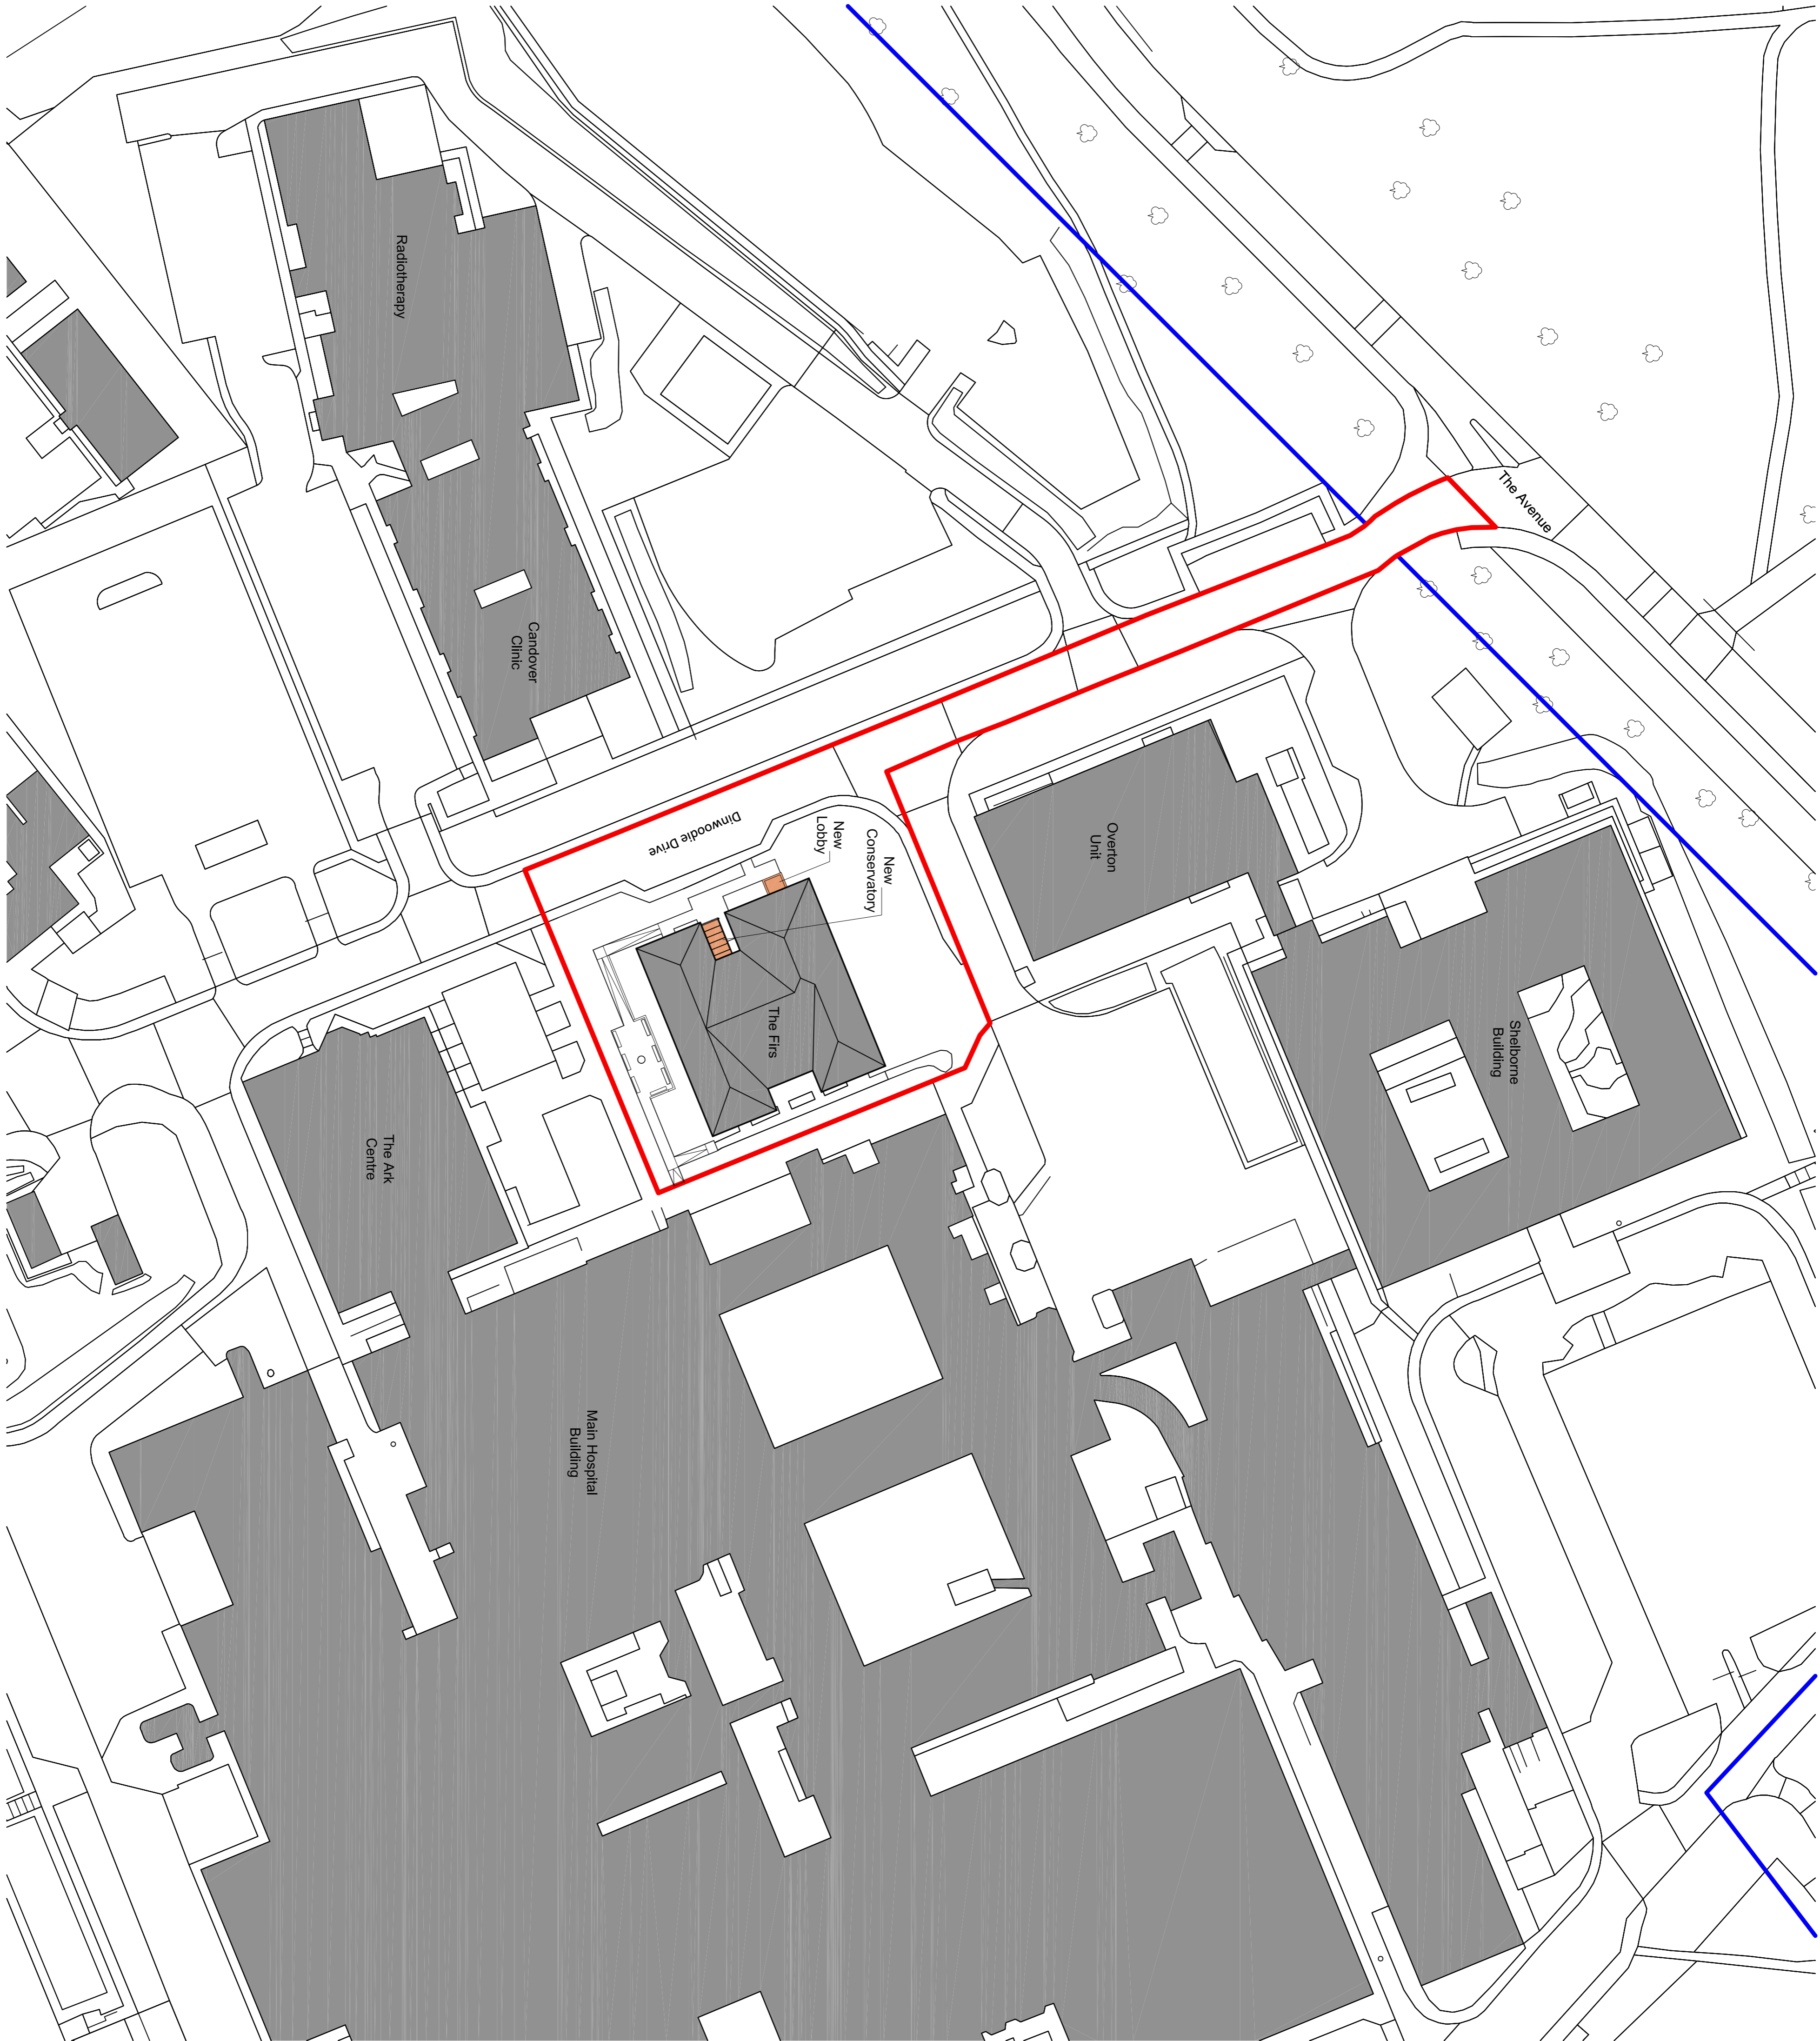 The Avenue
Radiotherapy
Candover
Clinic
Dinwoodie Drive
New
Lobby
New
Conservatory
Overton
Unit
The Firs
Shelborne
Building
The Ark
Centre
Main Hospital
Building